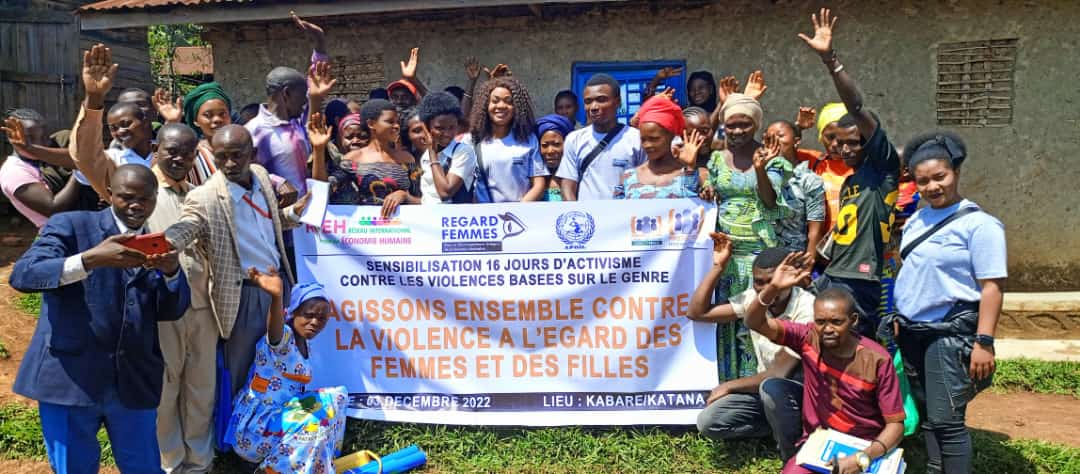 RIEH
RÉSEAU INTERNATIONAL
ÉCONOMIE HUMAINE
REGARD
FEMMES
SENSIBILISATION 16 JOURS D'ACTIVISME
CONTRE LES VIOLENCES BASEES SUR LE GENRE
AGISSONS ENSEMBLE CONTRE
LA VIOLENCE A L'EGARD DES
FEMMES ET DES FILLES
E : 03 DECEMBRE 2022
LIEU : KABARE/KATANA